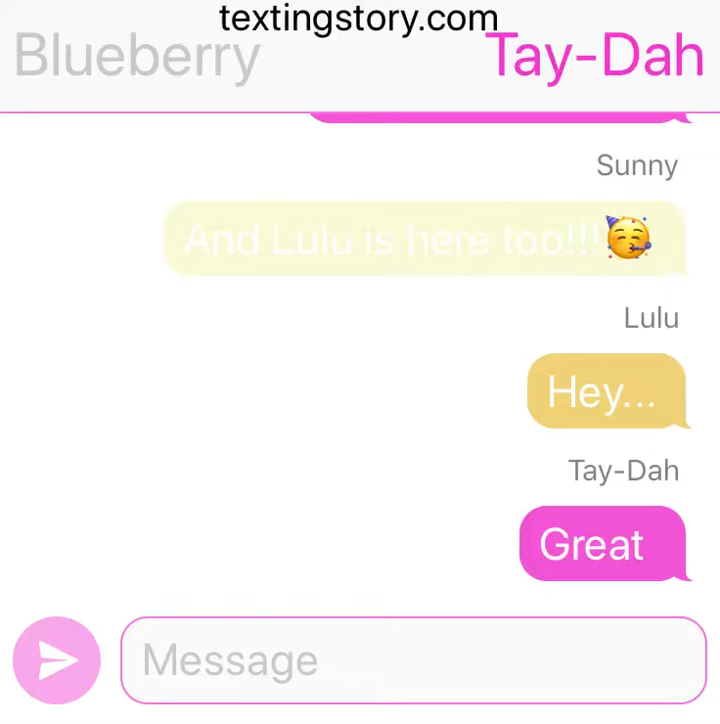 textingstory.com
Blueberry Tay-Dah
Sunny
And Lulu is here too!!!🥳
Lulu
Hey...
Tay-Dah
Great
Message